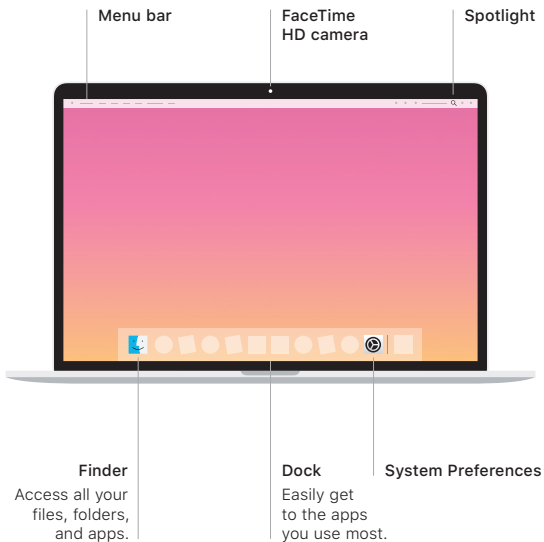 Menu bar
FaceTime
HD camera
Spotlight
Finder
Access all your
files, folders,
and apps.
Dock
Easily get
to the apps
you use most.
System Preferences